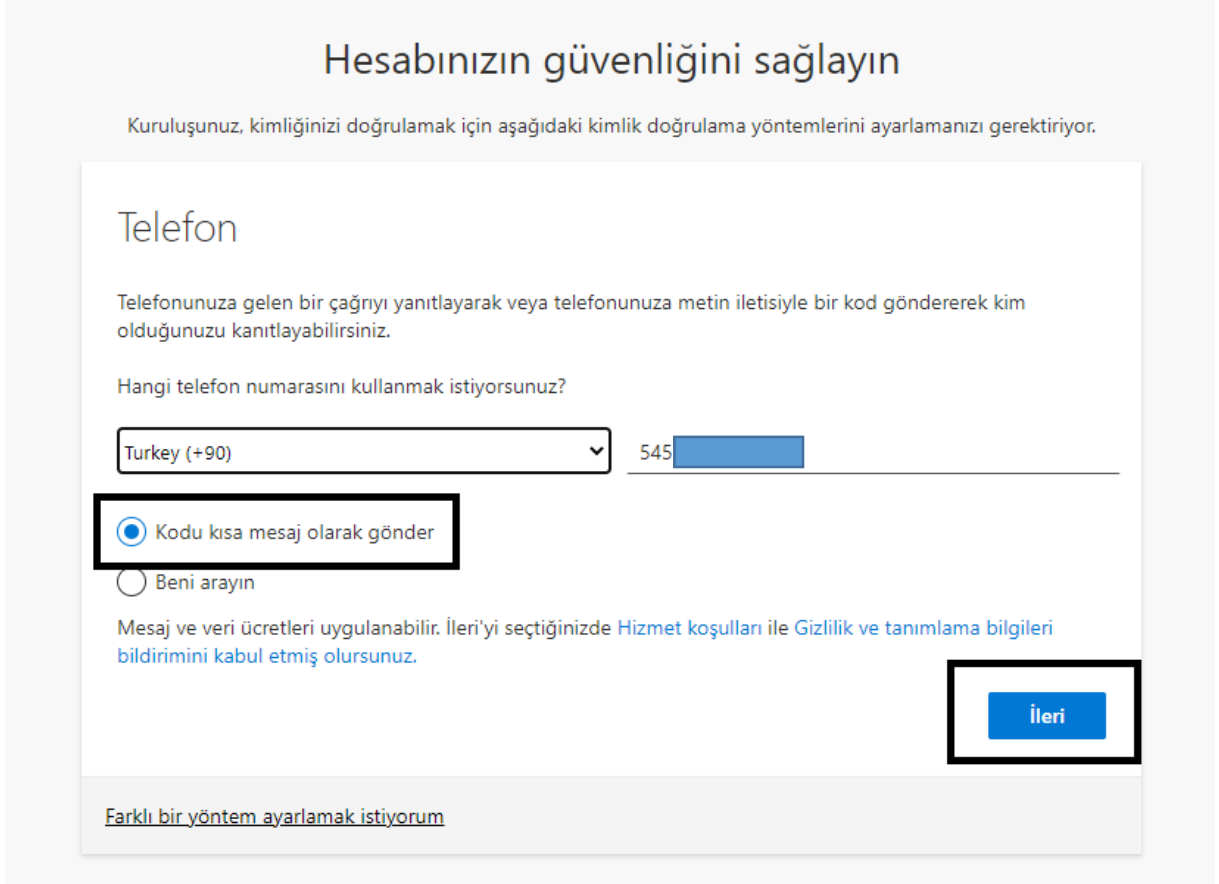 Hesabınızın güvenliğini sağlayın
Kuruluşunuz, kimliğinizi doğrulamak için aşağıdaki kimlik doğrulama yöntemlerini ayarlamanızı gerektiriyor.
Telefon
Telefonunuza gelen bir çağrıyı yanıtlayarak veya telefonunuza metin iletisiyle bir kod göndererek kim
olduğunuzu kanıtlayabilirsiniz.
Hangi telefon numarasını kullanmak istiyorsunuz?
Turkey (+90) 545
Kodu kısa mesaj olarak gönder
Beni arayın
Mesaj ve veri ücretleri uygulanabilir. İleri'yi seçtiğinizde Hizmet koşulları ile Gizlilik ve tanımlama bilgileri
bildirimini kabul etmiş olursunuz.
İleri
Farklı bir yöntem ayarlamak istiyorum